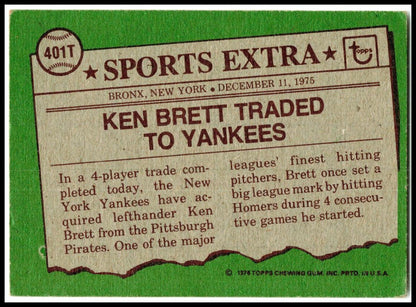 401T
★ SPORTS EXTRA ★
topps
BRONX, NEW YORK • DECEMBER 11, 1975
KEN BRETT TRADED
TO YANKEES
In a 4-player trade com-
pleted today, the New
York Yankees have ac-
quired lefthander Ken
Brett from the Pittsburgh
Pirates. One of the major
leagues' finest hitting
pitchers, Brett once set a
big league mark by hitting
Homers during 4 consecu-
tive games he started.
© 1976 TOPPS CHEWING GUM, INC. PRTD. IN U.S.A.